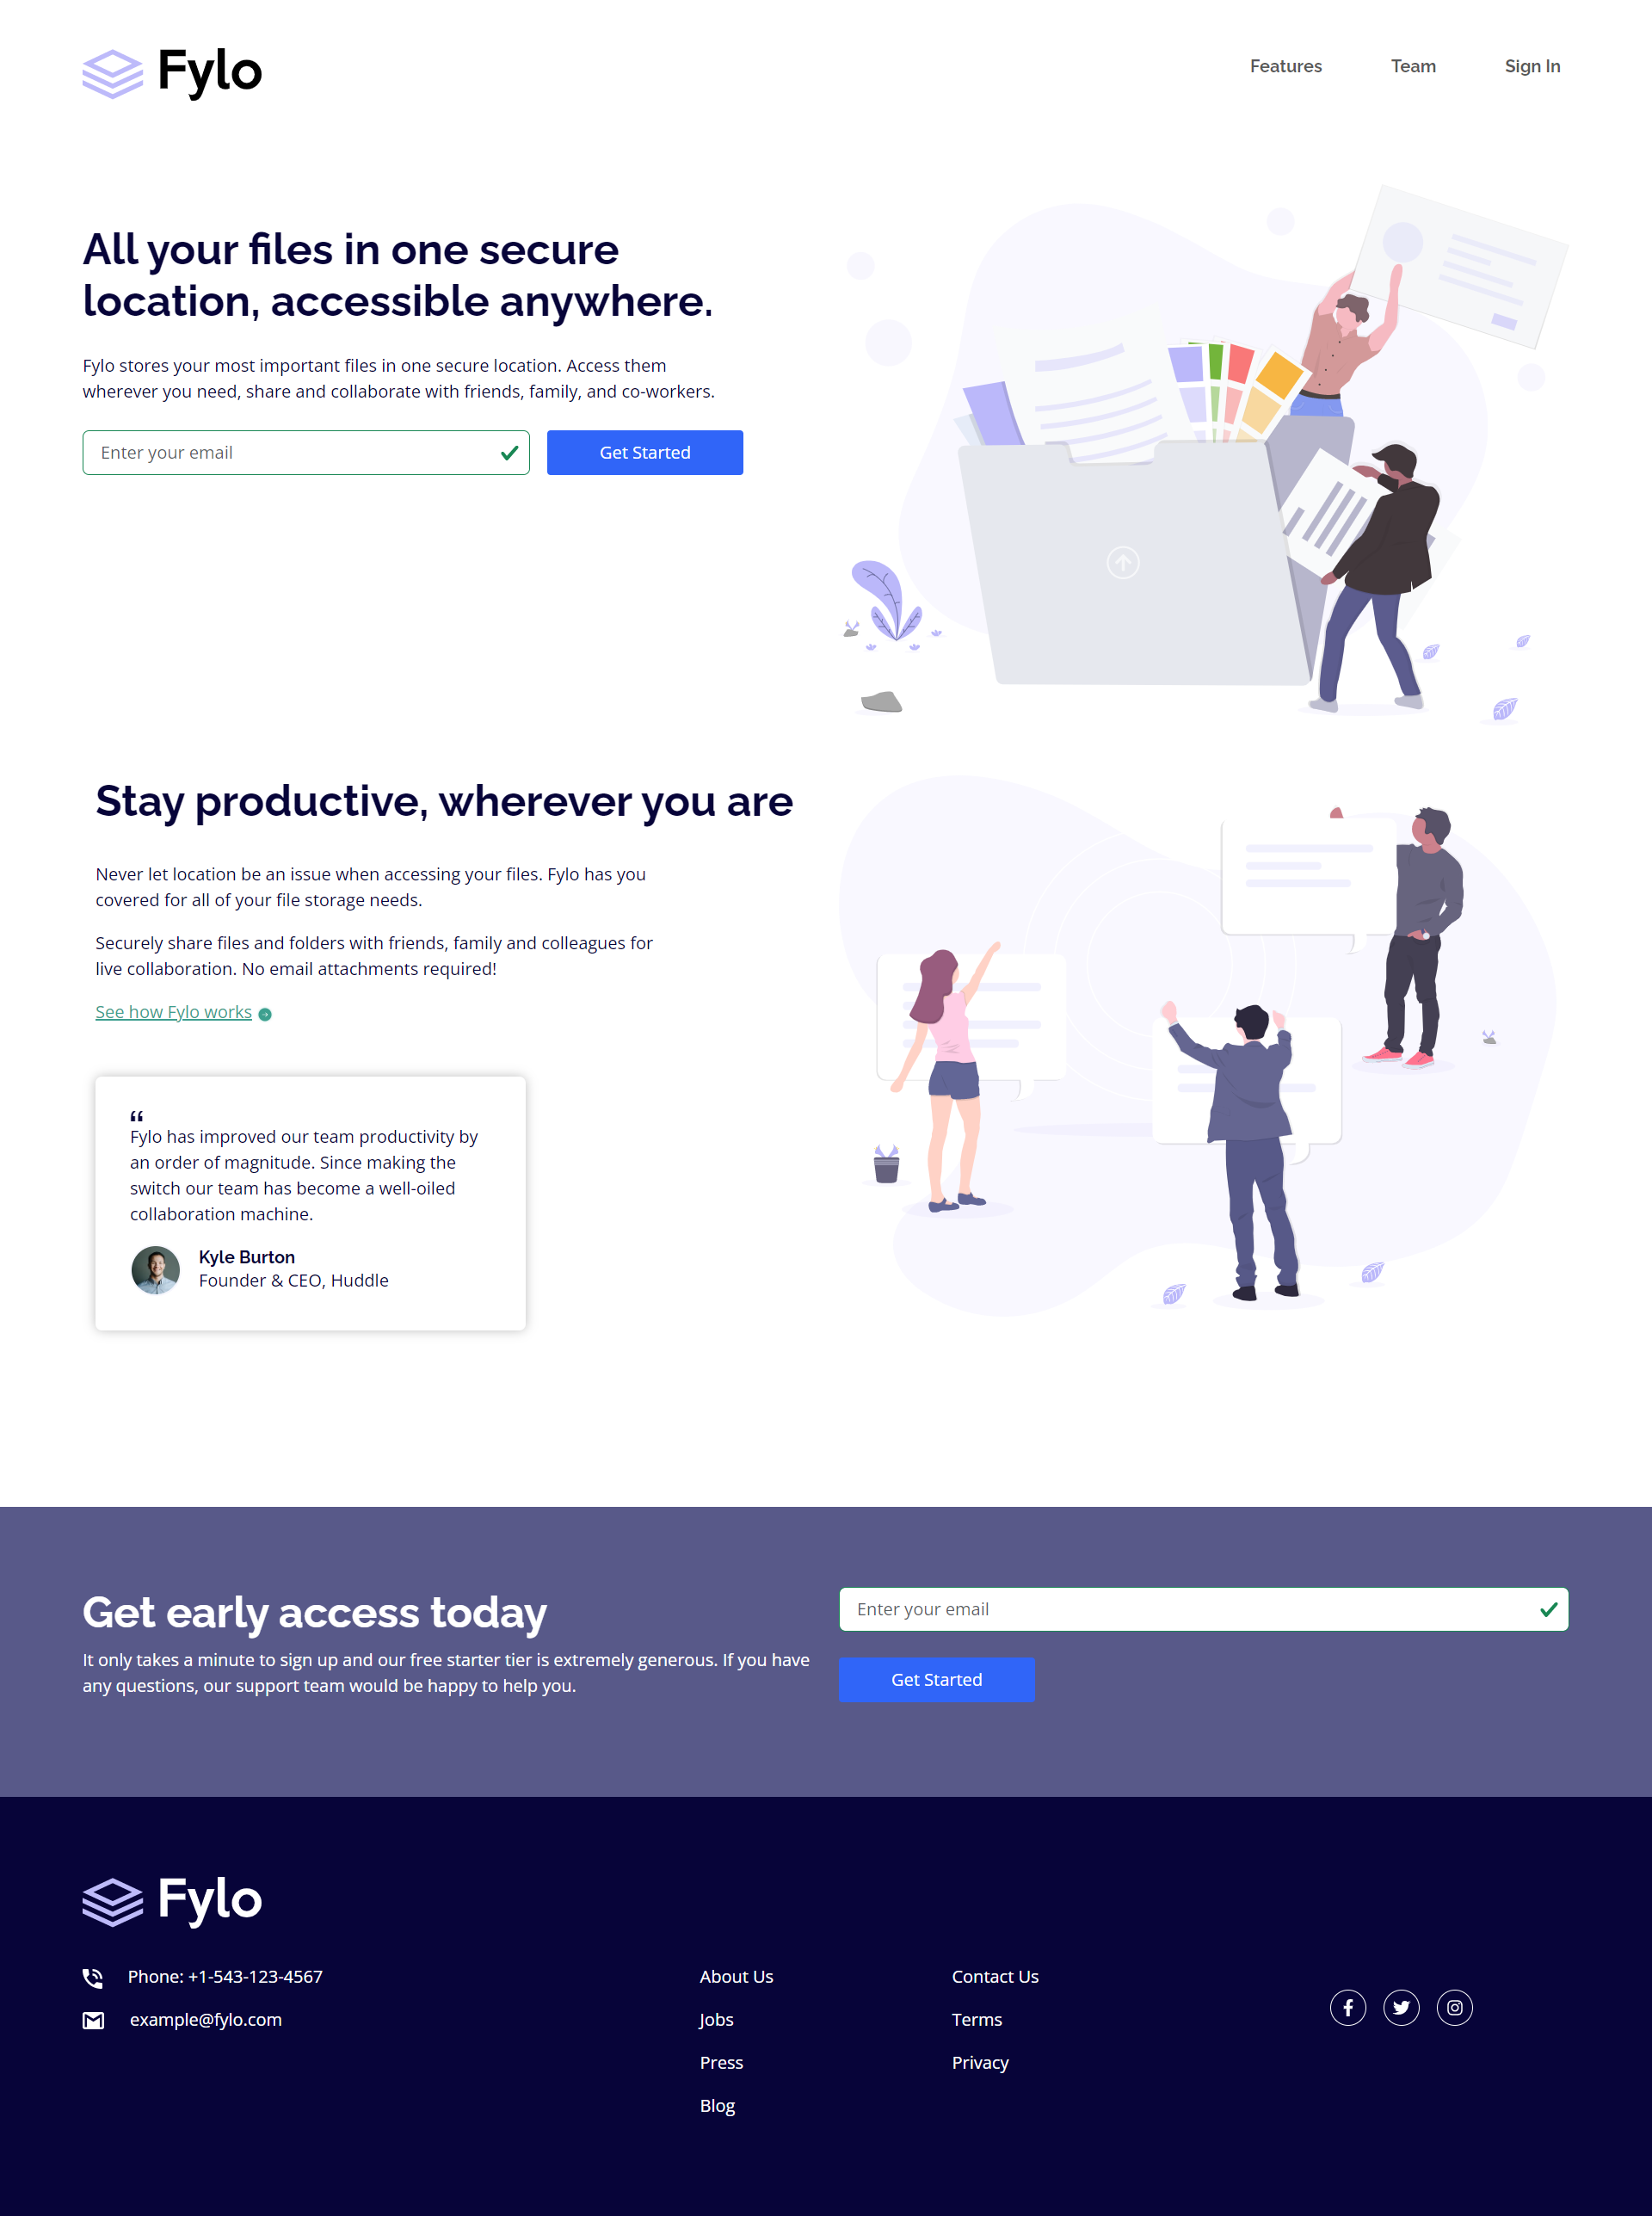 Fylo
Features
Team
Sign In
All your files in one secure
location, accessible anywhere.
Fylo stores your most important files in one secure location. Access them
wherever you need, share and collaborate with friends, family, and co-workers.
Enter your email
Get Started
Stay productive, wherever you are
Never let location be an issue when accessing your files. Fylo has you
covered for all of your file storage needs.
Securely share files and folders with friends, family and colleagues for
live collaboration. No email attachments required!
See how Fylo works
“
Fylo has improved our team productivity by
an order of magnitude. Since making the
switch our team has become a well-oiled
collaboration machine.
Kyle Burton
Founder & CEO, Huddle
Get early access today
It only takes a minute to sign up and our free starter tier is extremely generous. If you have
any questions, our support team would be happy to help you.
Enter your email
Get Started
Fylo
Phone: +1-543-123-4567
example@fylo.com
About Us
Jobs
Press
Blog
Contact Us
Terms
Privacy